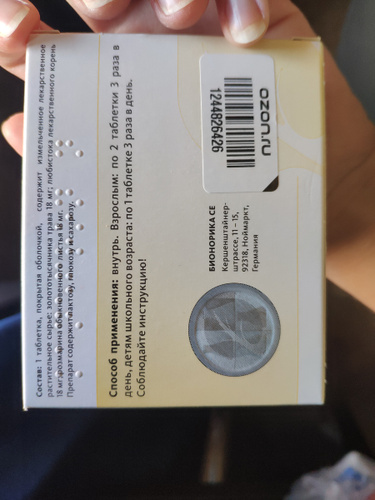 Состав: 1 таблетка, покрытая оболочкой, содержит измельченное лекарственное
растительное сырье: золототысячника трава 18 мг; любистока лекарственного корень
18 мг; розмарина обыкновенного листья 18 мг.
Препарат содержит лактозу, глюкозу и сахарозу.
Способ применения: внутрь. Взрослым: по 2 таблетки 3 раза в
день, детям школьного возраста: по 1 таблетке 3 раза в день.
Соблюдайте инструкцию!
БИОНОРИКА СЕ
Кершенштайнер-
штрассе, 11 – 15,
92318, Ноймаркт,
Германия
ozon.ru
1244826426